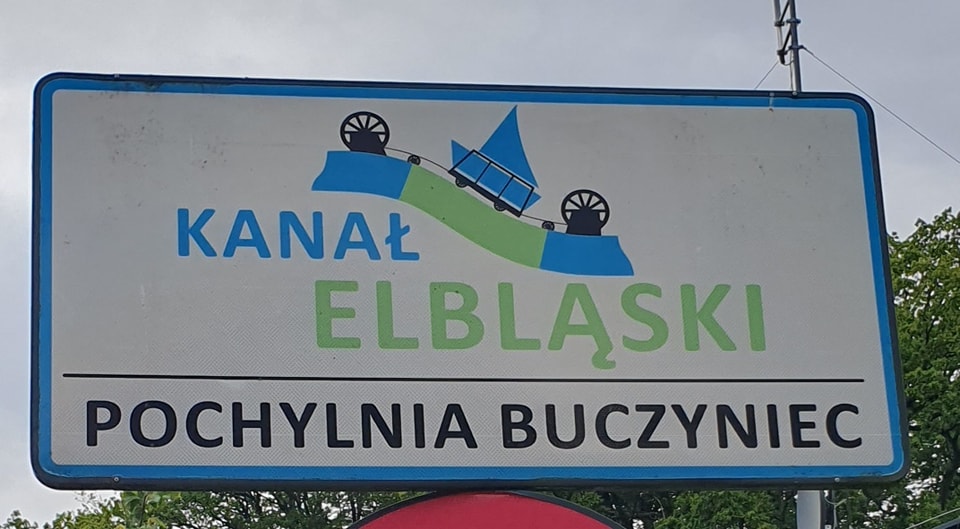 KANAŁ
ELBLĄSKI
POCHYLNIA BUCZYNIEC